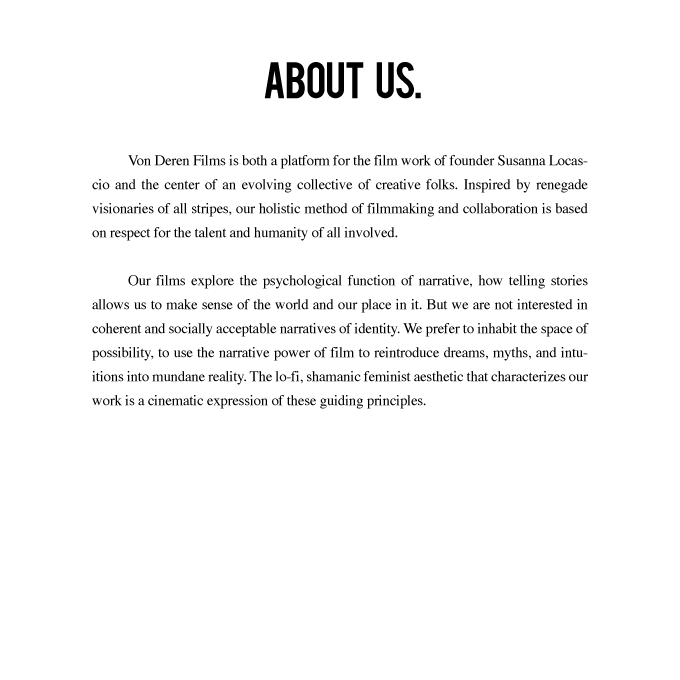 ABOUT US.
Von Deren Films is both a platform for the film work of founder Susanna Locas-
cio and the center of an evolving collective of creative folks. Inspired by renegade
visionaries of all stripes, our holistic method of filmmaking and collaboration is based
on respect for the talent and humanity of all involved.
Our films explore the psychological function of narrative, how telling stories
allows us to make sense of the world and our place in it. But we are not interested in
coherent and socially acceptable narratives of identity. We prefer to inhabit the space of
possibility, to use the narrative power of film to reintroduce dreams, myths, and intu-
itions into mundane reality. The lo-fi, shamanic feminist aesthetic that characterizes our
work is a cinematic expression of these guiding principles.